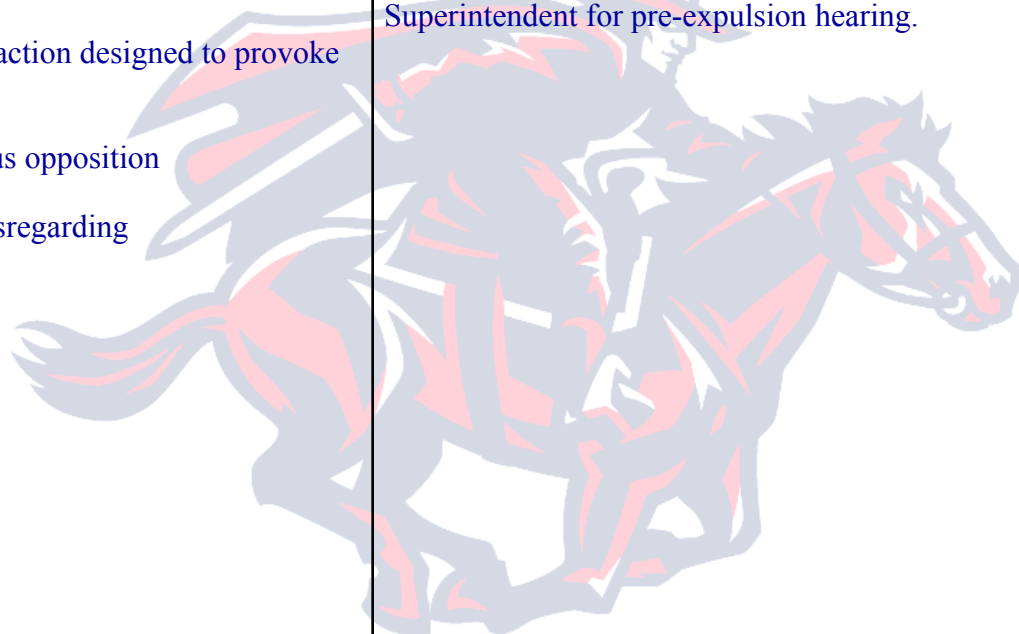 action designed to provoke
us opposition
sregarding
Superintendent for pre-expulsion hearing.